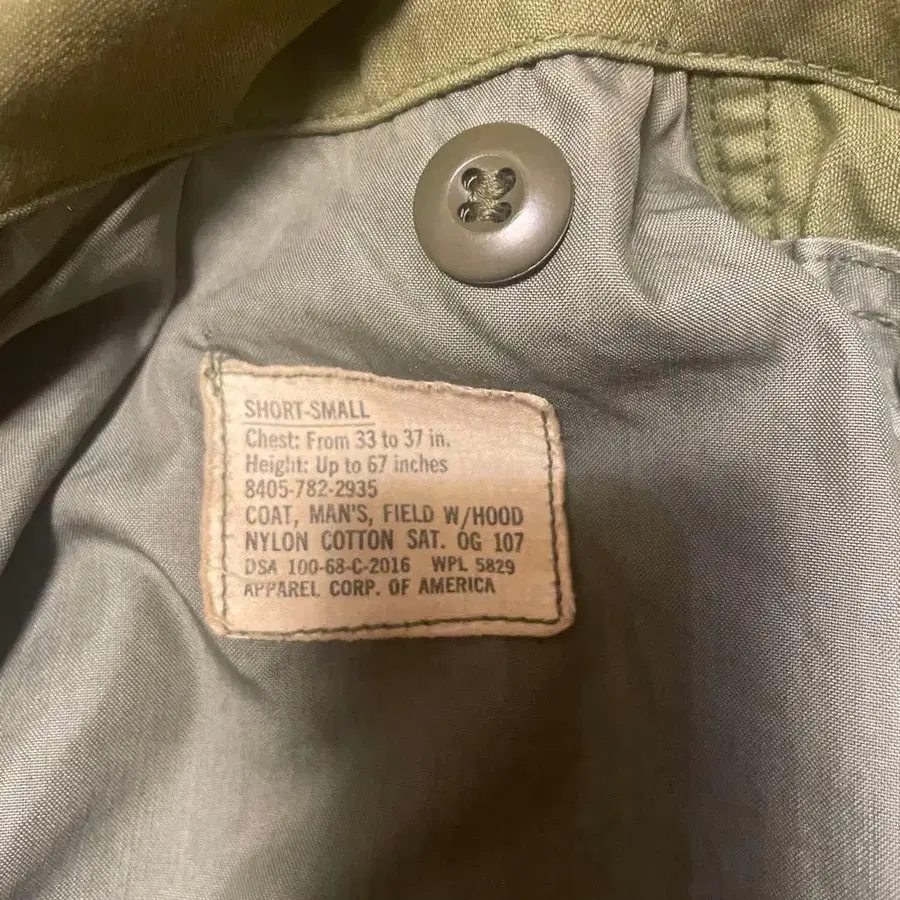 SHORT-SMALL
Chest: From 33 to 37 in.
Height: Up to 67 inches
8405-782-2935
COAT, MAN'S, FIELD W/HOOD
NYLON COTTON SAT. OG 107
DSA 100-68-C-2016 WPL 5829
APPAREL CORP. OF AMERICA